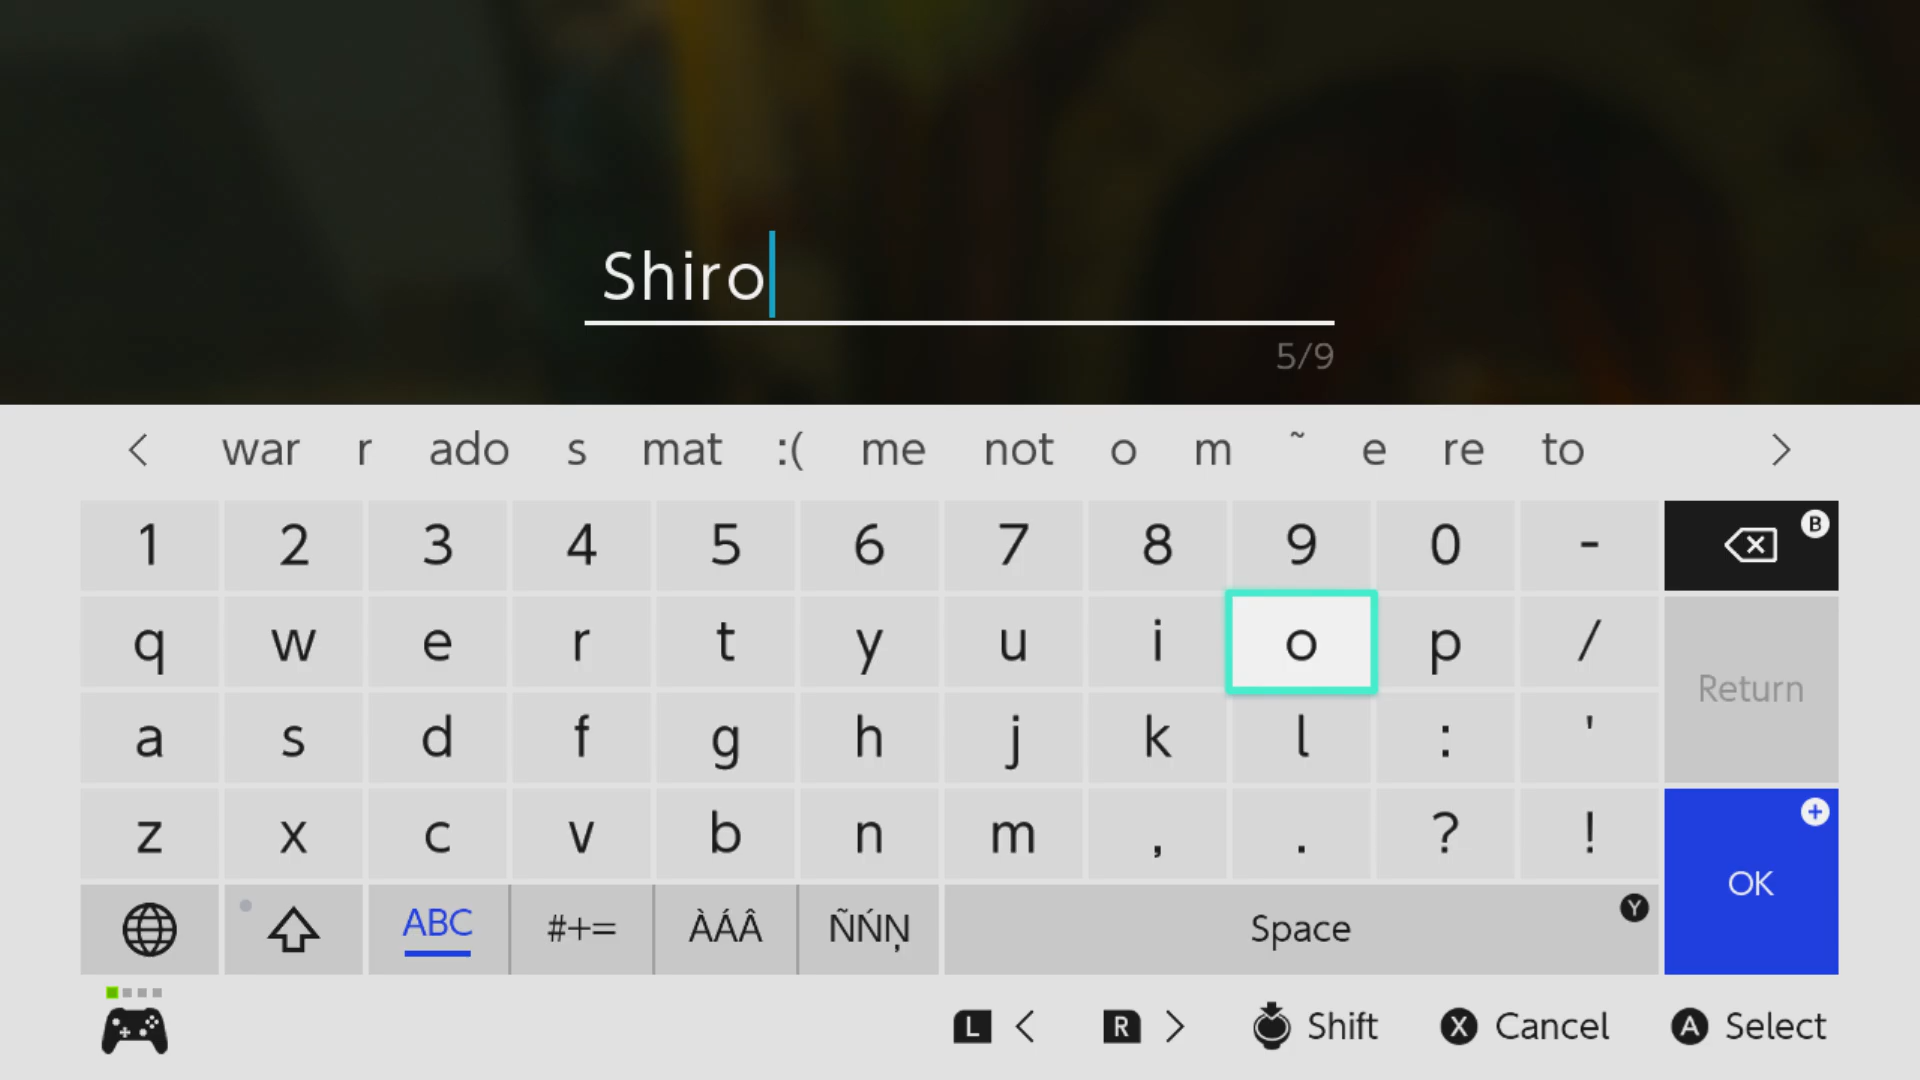 Shiro
5/9
< war r ado s mat :( me not o m ~ e re to >
1 2 3 4 5 6 7 8 9 0 - B
q w e r t y u i o p /
Return
a s d f g h j k l : '
z x c v b n m , . ? ! +
OK
ABC #+= ÀÁÂ ÑŃŅ Space Y
L < R > Shift X Cancel A Select